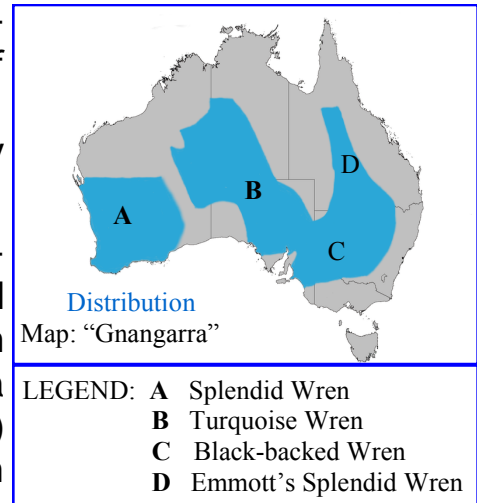 A
B
C
D
Distribution
Map: “Gnangarra”
LEGEND: A Splendid Wren
B Turquoise Wren
C Black-backed Wren
D Emmott’s Splendid Wren